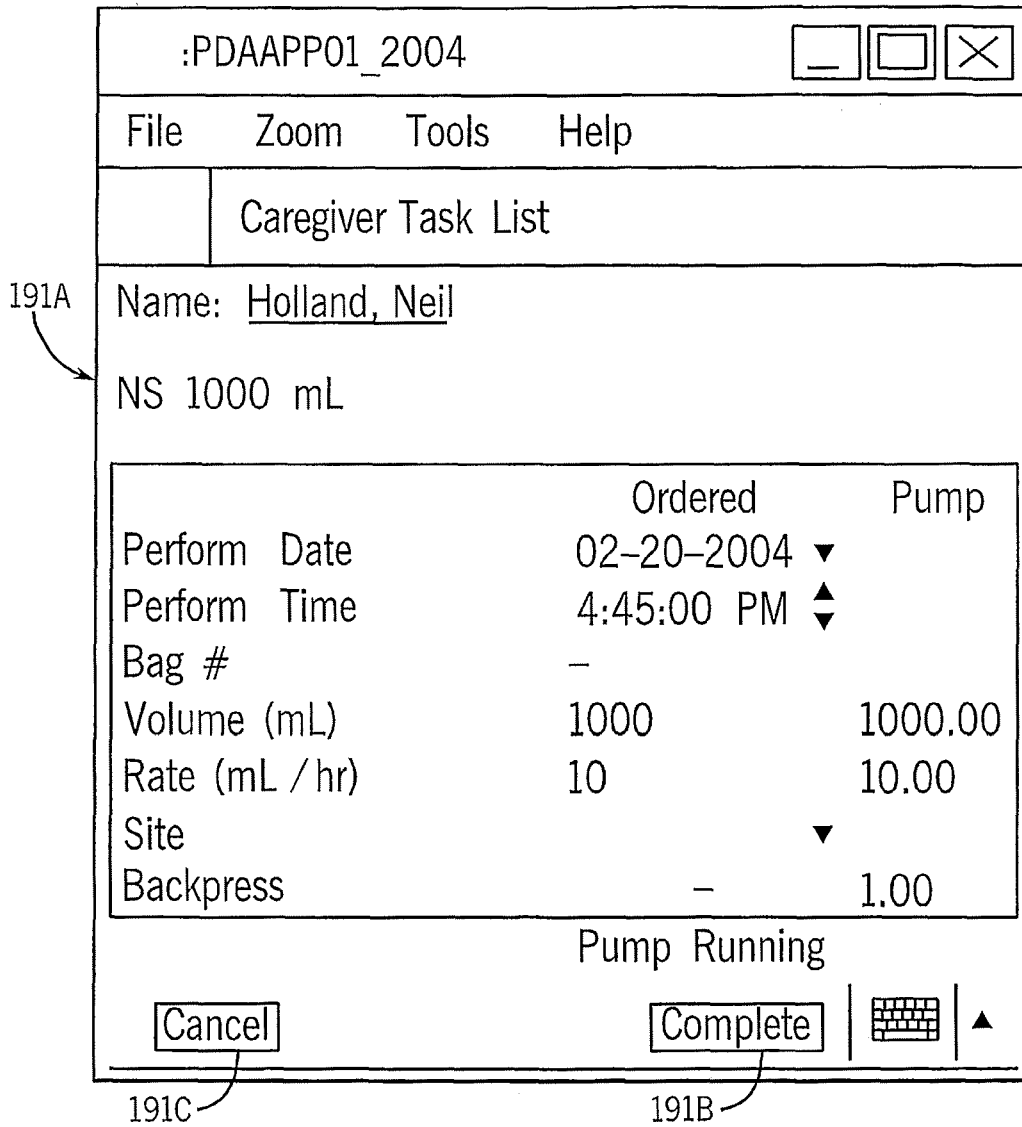 :PDAAPP01_2004
File Zoom Tools Help
Caregiver Task List
191A
Name: Holland, Neil
NS 1000 mL
Ordered Pump
Perform Date 02–20–2004 ▼
Perform Time 4:45:00 PM
Bag # –
Volume (mL) 1000 1000.00
Rate (mL / hr) 10 10.00
Site ▼
Backpress – 1.00
Pump Running
Cancel Complete
191C 191B